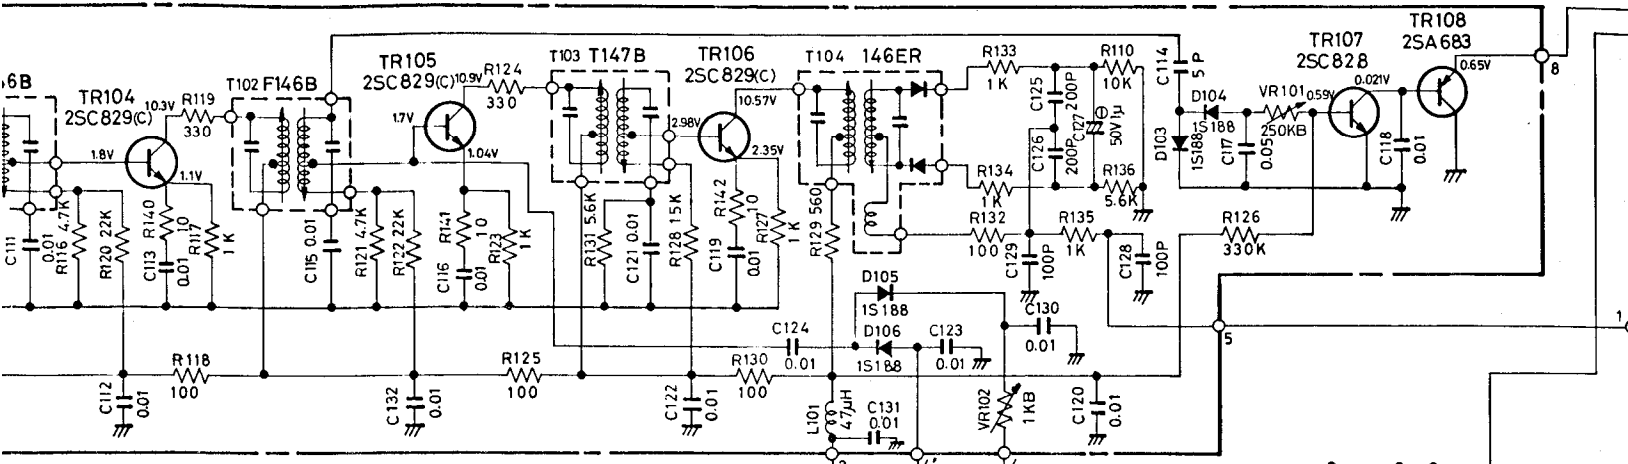 TR108
2SA683
TR107
2SC828
0.021V
0.65V
8
C114
5P
D104
1S188
VR101
0.59V
250KB
D103
1S188
C117
0.05
C118
0.01
R126
330K
R133
1K
R110
10K
C125
200P
C127
50V 1μ
C126
200P
R134
1K
R136
5.6K
R132
100
R135
1K
C129
100P
C128
100P
T104 146ER
TR106
2SC829(C)
10.57V
2.98V
2.35V
R142
10
R127
1K
C119
0.01
R129 560
T103 T147B
R124
330
TR105
2SC829(C)
10.9V
1.7V
1.04V
R131 5.6K
C121 0.01
R128 15K
R141
10
R123
1K
C116
0.01
T102 F146B
R119
330
TR104
2SC829(C)
10.3V
1.8V
1.1V
C115 0.01
R121 4.7K
R122 22K
R140
10
R117
1K
C113
0.01
6B
C111
0.01
R116 4.7K
R120 22K
D105
1S188
D106
1S188
C124
0.01
C123
0.01
C130
0.01
5
1
R118
100
R125
100
R130
100
C112
0.01
C132
0.01
C122
0.01
L101
47μH
C131
0.01
VR102
1KB
C120
0.01